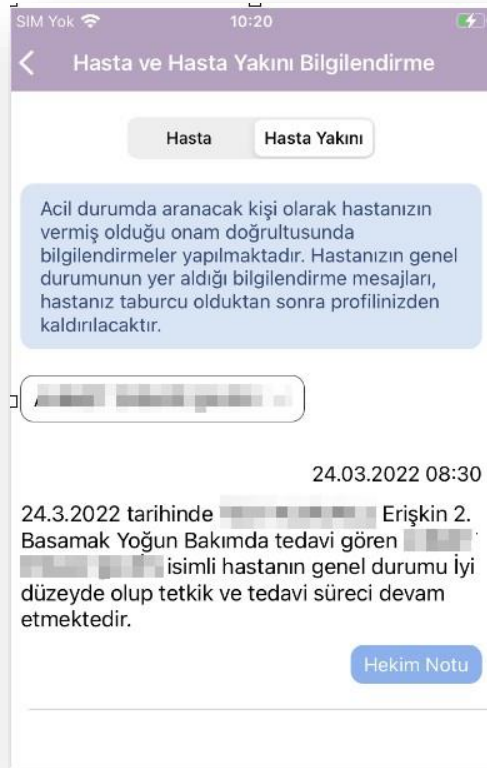 SIM Yok 10:20
Hasta ve Hasta Yakını Bilgilendirme
Hasta Hasta Yakını
Acil durumda aranacak kişi olarak hastanızın
vermiş olduğu onam doğrultusunda
bilgilendirmeler yapılmaktadır. Hastanızın genel
durumunun yer aldığı bilgilendirme mesajları,
hastanız taburcu olduktan sonra profilinizden
kaldırılacaktır.
24.03.2022 08:30
24.3.2022 tarihinde Erişkin 2.
Basamak Yoğun Bakımda tedavi gören
isimli hastanın genel durumu İyi
düzeyde olup tetkik ve tedavi süreci devam
etmektedir.
Hekim Notu